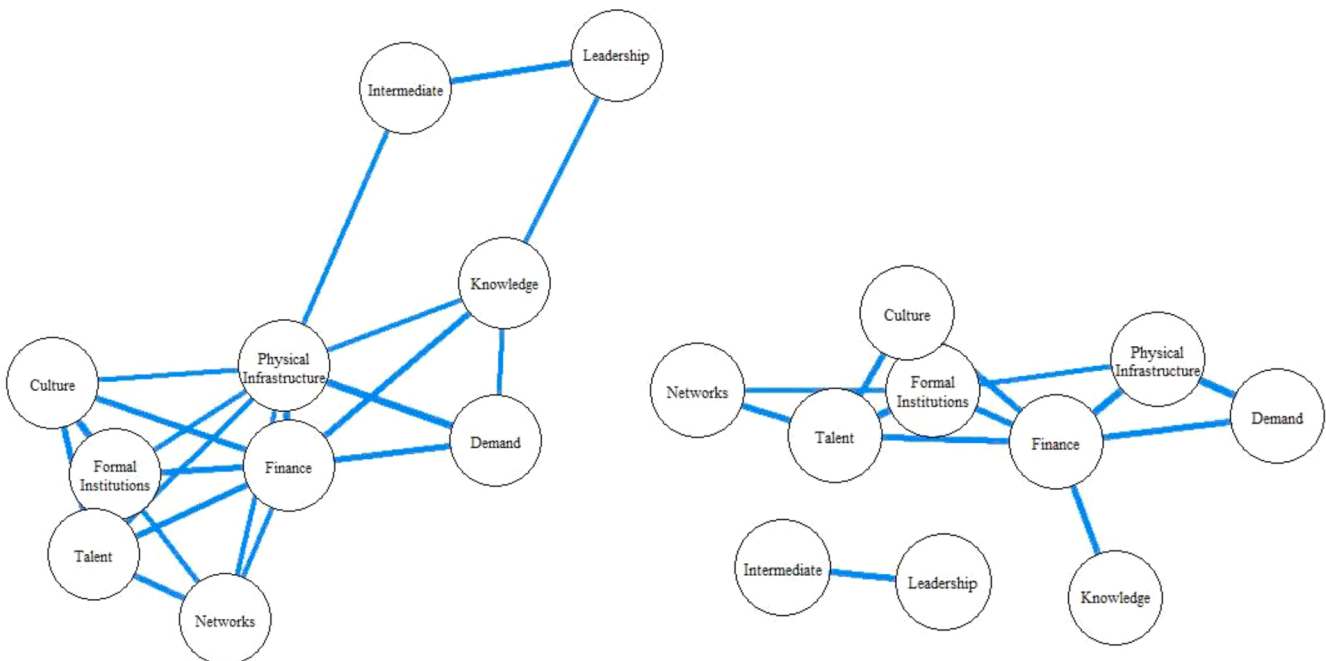 Leadership
Intermediate
Knowledge
Physical
Infrastructure
Culture
Demand
Formal
Institutions
Finance
Talent
Networks
Culture
Physical
Infrastructure
Networks
Formal
Institutions
Demand
Talent
Finance
Intermediate
Leadership
Knowledge